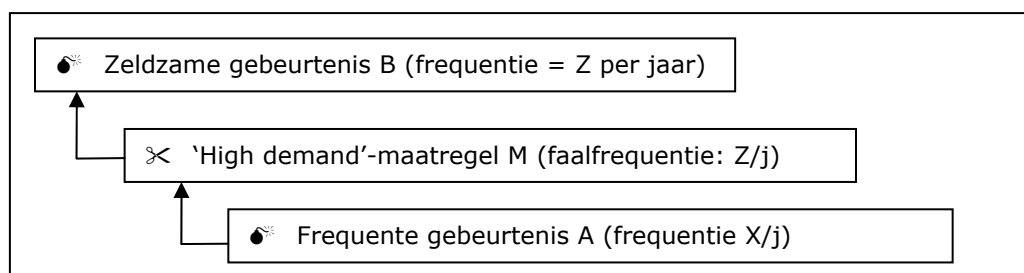 💣 Zeldzame gebeurtenis B (frequentie = Z per jaar)
✂ ‘High demand’-maatregel M (faalfrequentie: Z/j)
💣 Frequente gebeurtenis A (frequentie X/j)